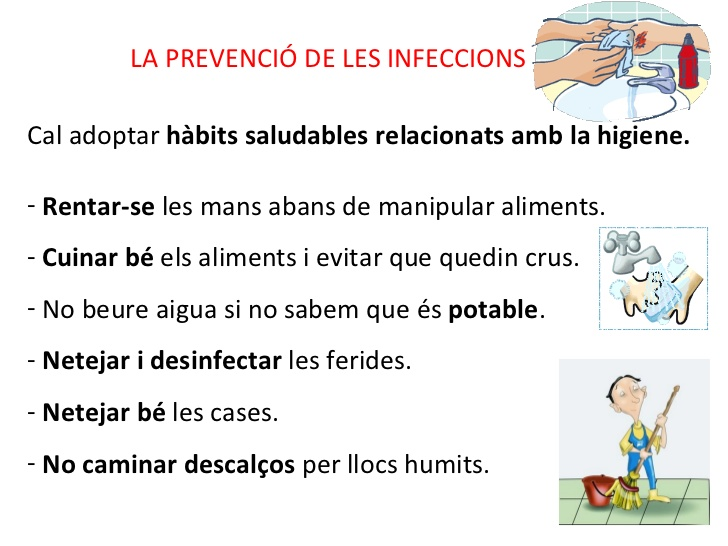 LA PREVENCIÓ DE LES INFECCIONS
Cal adoptar hàbits saludables relacionats amb la higiene.
- Rentar-se les mans abans de manipular aliments.
- Cuinar bé els aliments i evitar que quedin crus.
- No beure aigua si no sabem que és potable.
- Netejar i desinfectar les ferides.
- Netejar bé les cases.
- No caminar descalços per llocs humits.